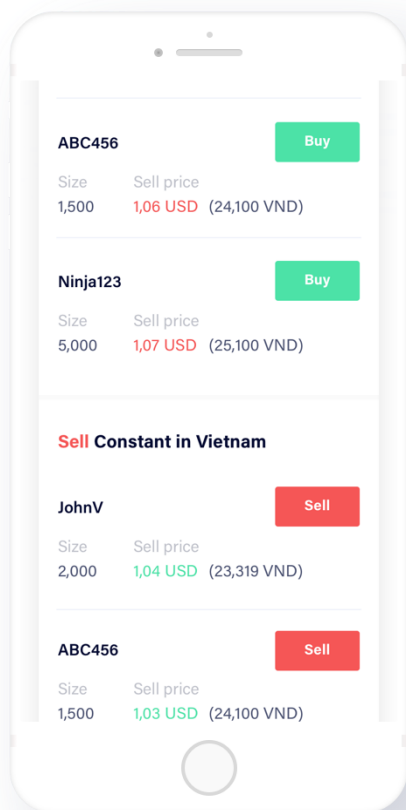 ABC456 Buy
Size Sell price
1,500 1,06 USD (24,100 VND)
Ninja123 Buy
Size Sell price
5,000 1,07 USD (25,100 VND)
Sell Constant in Vietnam
JohnV Sell
Size Sell price
2,000 1,04 USD (23,319 VND)
ABC456 Sell
Size Sell price
1,500 1,03 USD (24,100 VND)